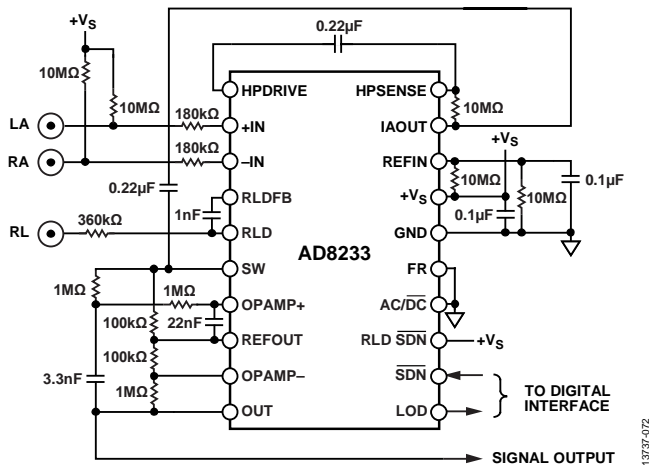 +VS
0.22µF
10MΩ
HPDRIVE
HPSENSE
10MΩ
10MΩ
LA
180kΩ
+IN
IAOUT
+VS
RA
180kΩ
–IN
REFIN
0.22µF
RLDFB
+VS
10MΩ
10MΩ
0.1µF
RL
360kΩ
1nF
RLD
GND
0.1µF
AD8233
SW
FR
1MΩ
1MΩ
OPAMP+
AC/DC
100kΩ
22nF
REFOUT
RLD SDN
+VS
100kΩ
OPAMP–
SDN
3.3nF
1MΩ
TO DIGITAL
INTERFACE
OUT
LOD
SIGNAL OUTPUT
13737-072